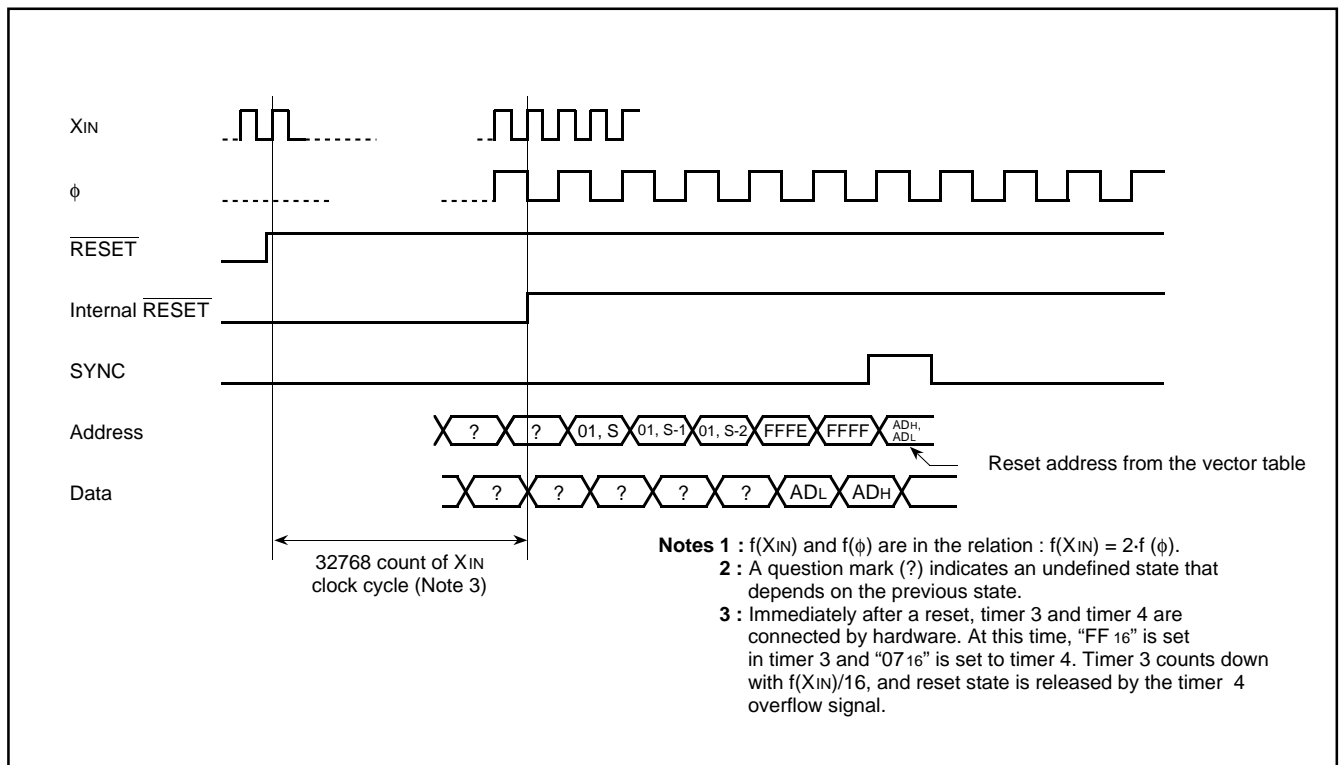 XIN
ϕ
RESET
Internal RESET
SYNC
Address
? ? 01, S 01, S-1 01, S-2 FFFE FFFF ADH, ADL
Reset address from the vector table
Data
? ? ? ? ? ADL ADH
32768 count of XIN
clock cycle (Note 3)
Notes 1 : f(XIN) and f(ϕ) are in the relation : f(XIN) = 2·f (ϕ).
2 : A question mark (?) indicates an undefined state that
depends on the previous state.
3 : Immediately after a reset, timer 3 and timer 4 are
connected by hardware. At this time, “FF 16” is set
in timer 3 and “0716” is set to timer 4. Timer 3 counts down
with f(XIN)/16, and reset state is released by the timer 4
overflow signal.